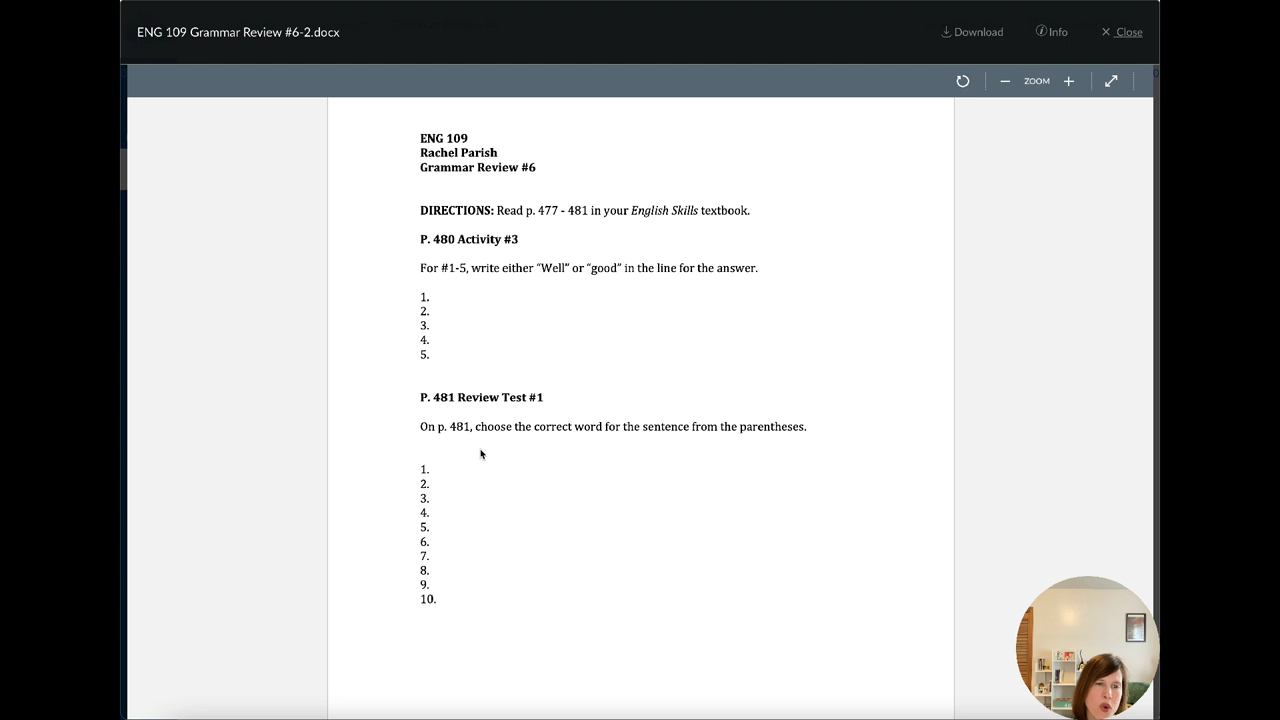 ENG 109 Grammar Review #6-2.docx
Download
Info
Close
ZOOM
ENG 109
Rachel Parish
Grammar Review #6
DIRECTIONS: Read p. 477 - 481 in your English Skills textbook.
P. 480 Activity #3
For #1-5, write either “Well” or “good” in the line for the answer.
1.
2.
3.
4.
5.
P. 481 Review Test #1
On p. 481, choose the correct word for the sentence from the parentheses.
1.
2.
3.
4.
5.
6.
7.
8.
9.
10.